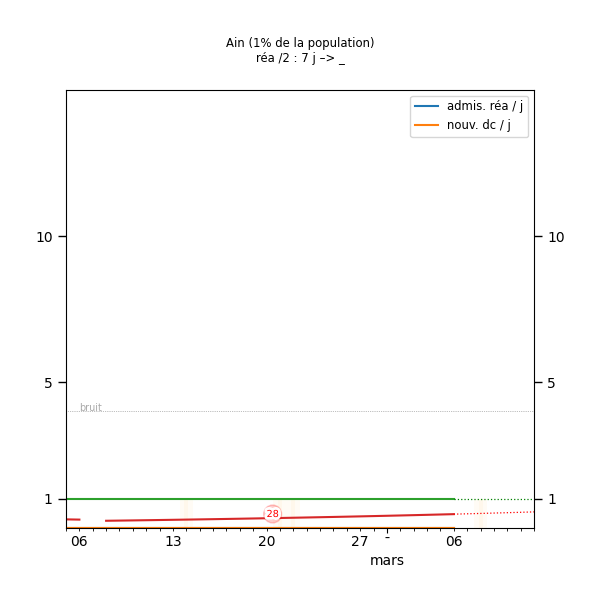 Ain (1% de la population)
réa /2 : 7 j –> _
admis. réa / j
nouv. dc / j
10 10
5 5
bruit
1 1
28
06 13 20 27 - 06
mars